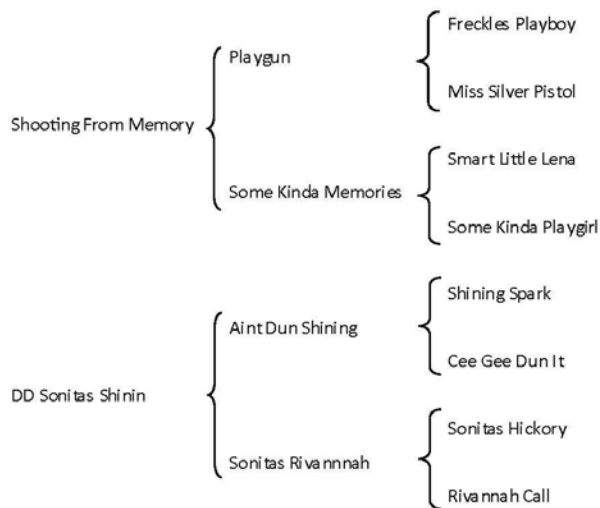 Freckles Playboy
Playgun
Miss Silver Pistol
Shooting From Memory
Smart Little Lena
Some Kinda Memories
Some Kinda Playgirl
Shining Spark
Aint Dun Shining
Cee Gee Dun It
DD Sonitas Shinin
Sonitas Hickory
Sonitas Rivannnah
Rivannah Call